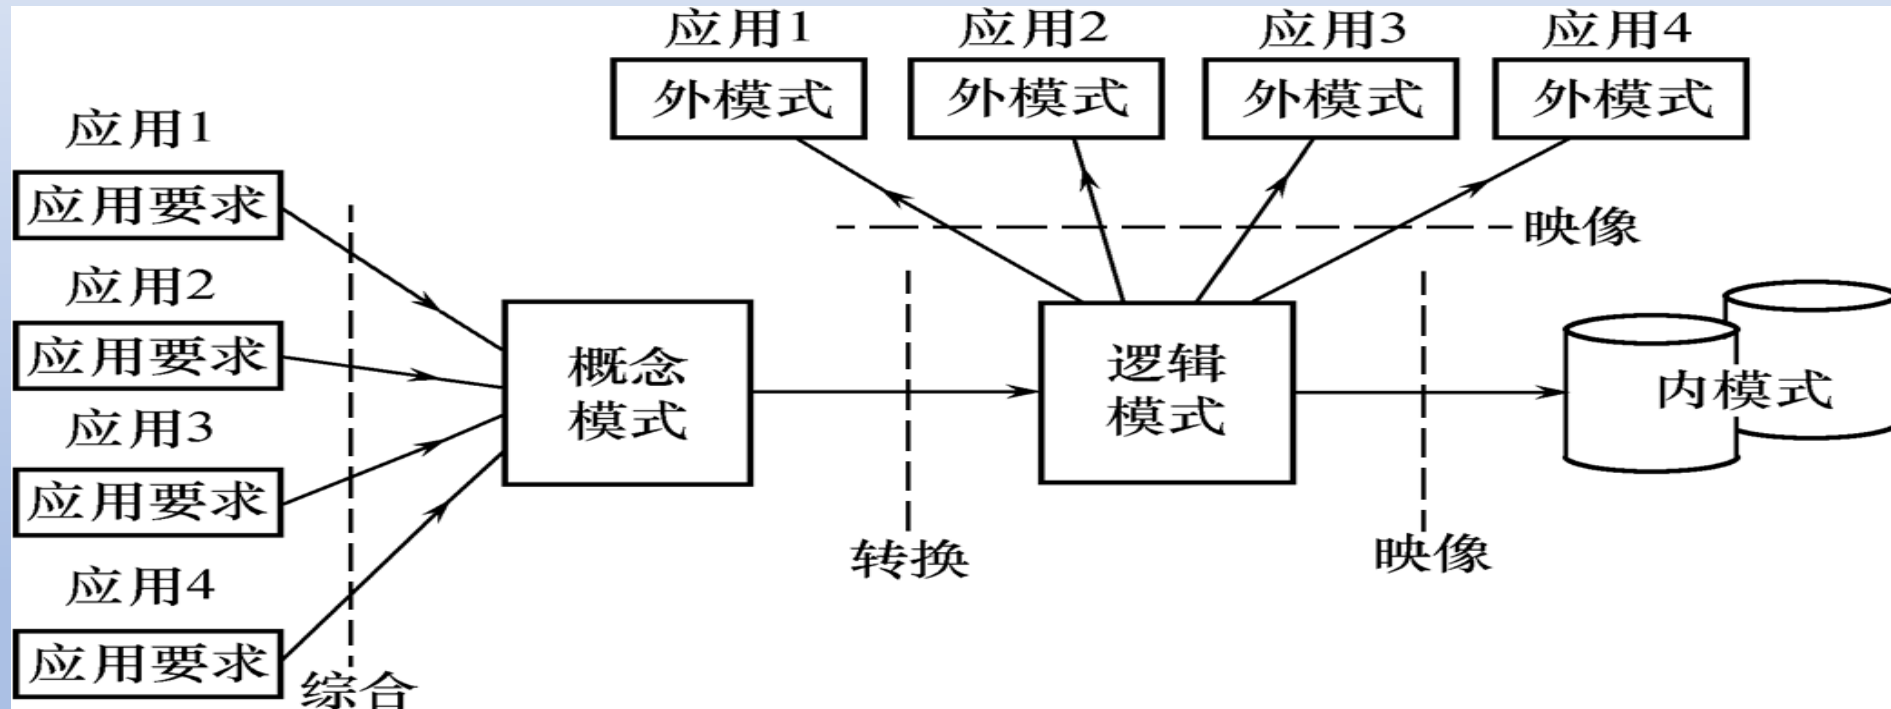 应用1
应用2
应用3
应用4
外模式
外模式
外模式
外模式
映像
应用1
应用要求
应用2
应用要求
应用3
应用要求
应用4
应用要求
综合
概念
模式
转换
逻辑
模式
映像
内模式